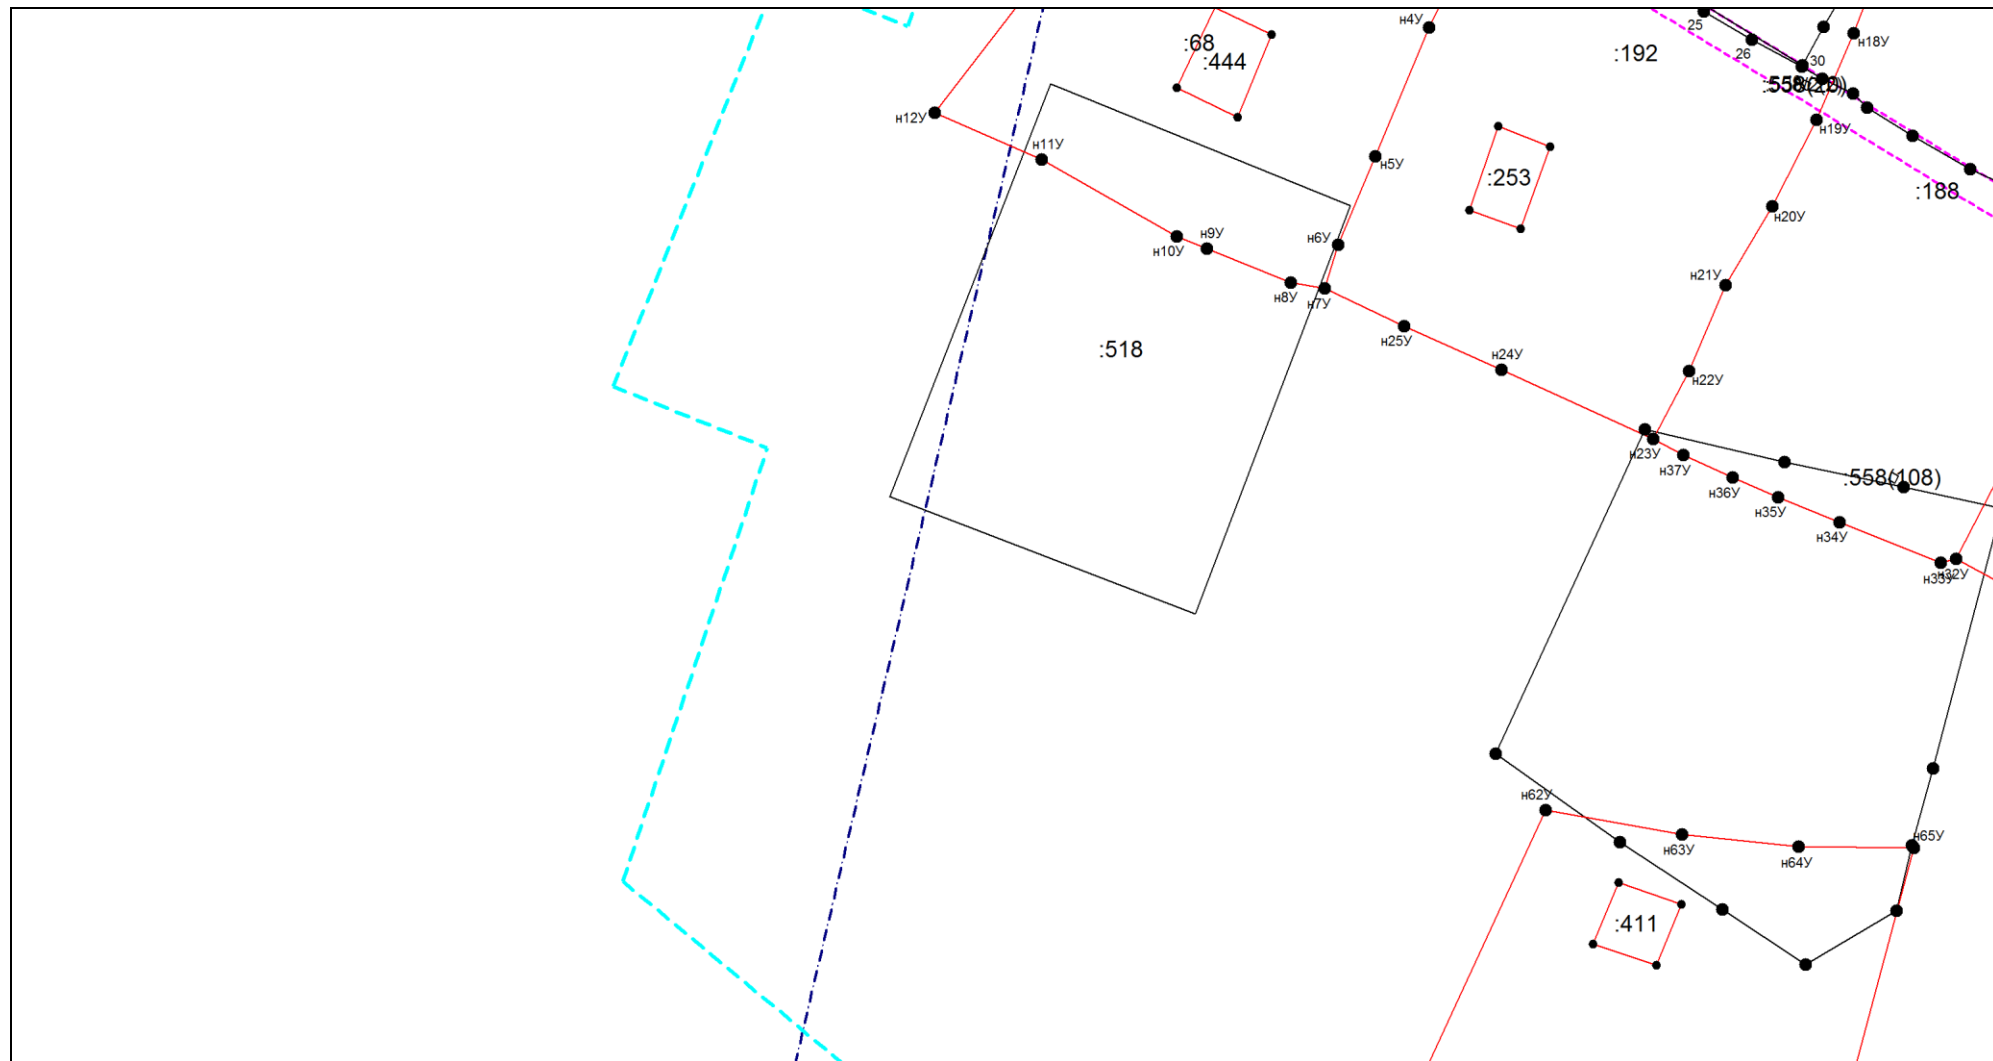 25
н4У
:68
26
30
н18У
:192
:444
н12У
н19У
н11У
н5У
:253
:188
н20У
н6У
н10У
н9У
н21У
н8У
н7У
н25У
:518
н24У
н22У
н23У
н37У
:558(108)
н36У
н35У
н34У
н33У
н32У
н62У
н65У
н63У
н64У
:411